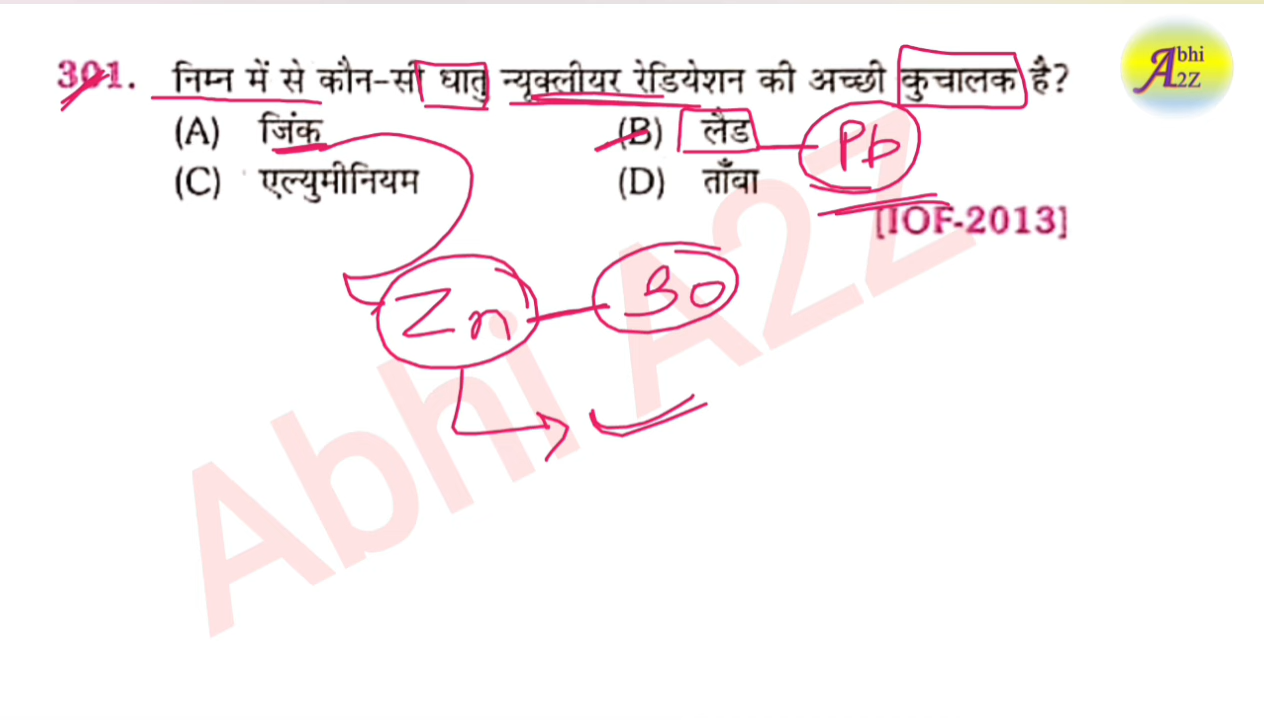 Abhi
A2Z
301. निम्न में से कौन-सी धातु न्यूक्लीयर रेडियेशन की अच्छी कुचालक है?
(A) जिंक (B) लैड Pb
(C) एल्युमीनियम (D) ताँबा
[IOF-2013]
Zn 30
Abhi A2Z